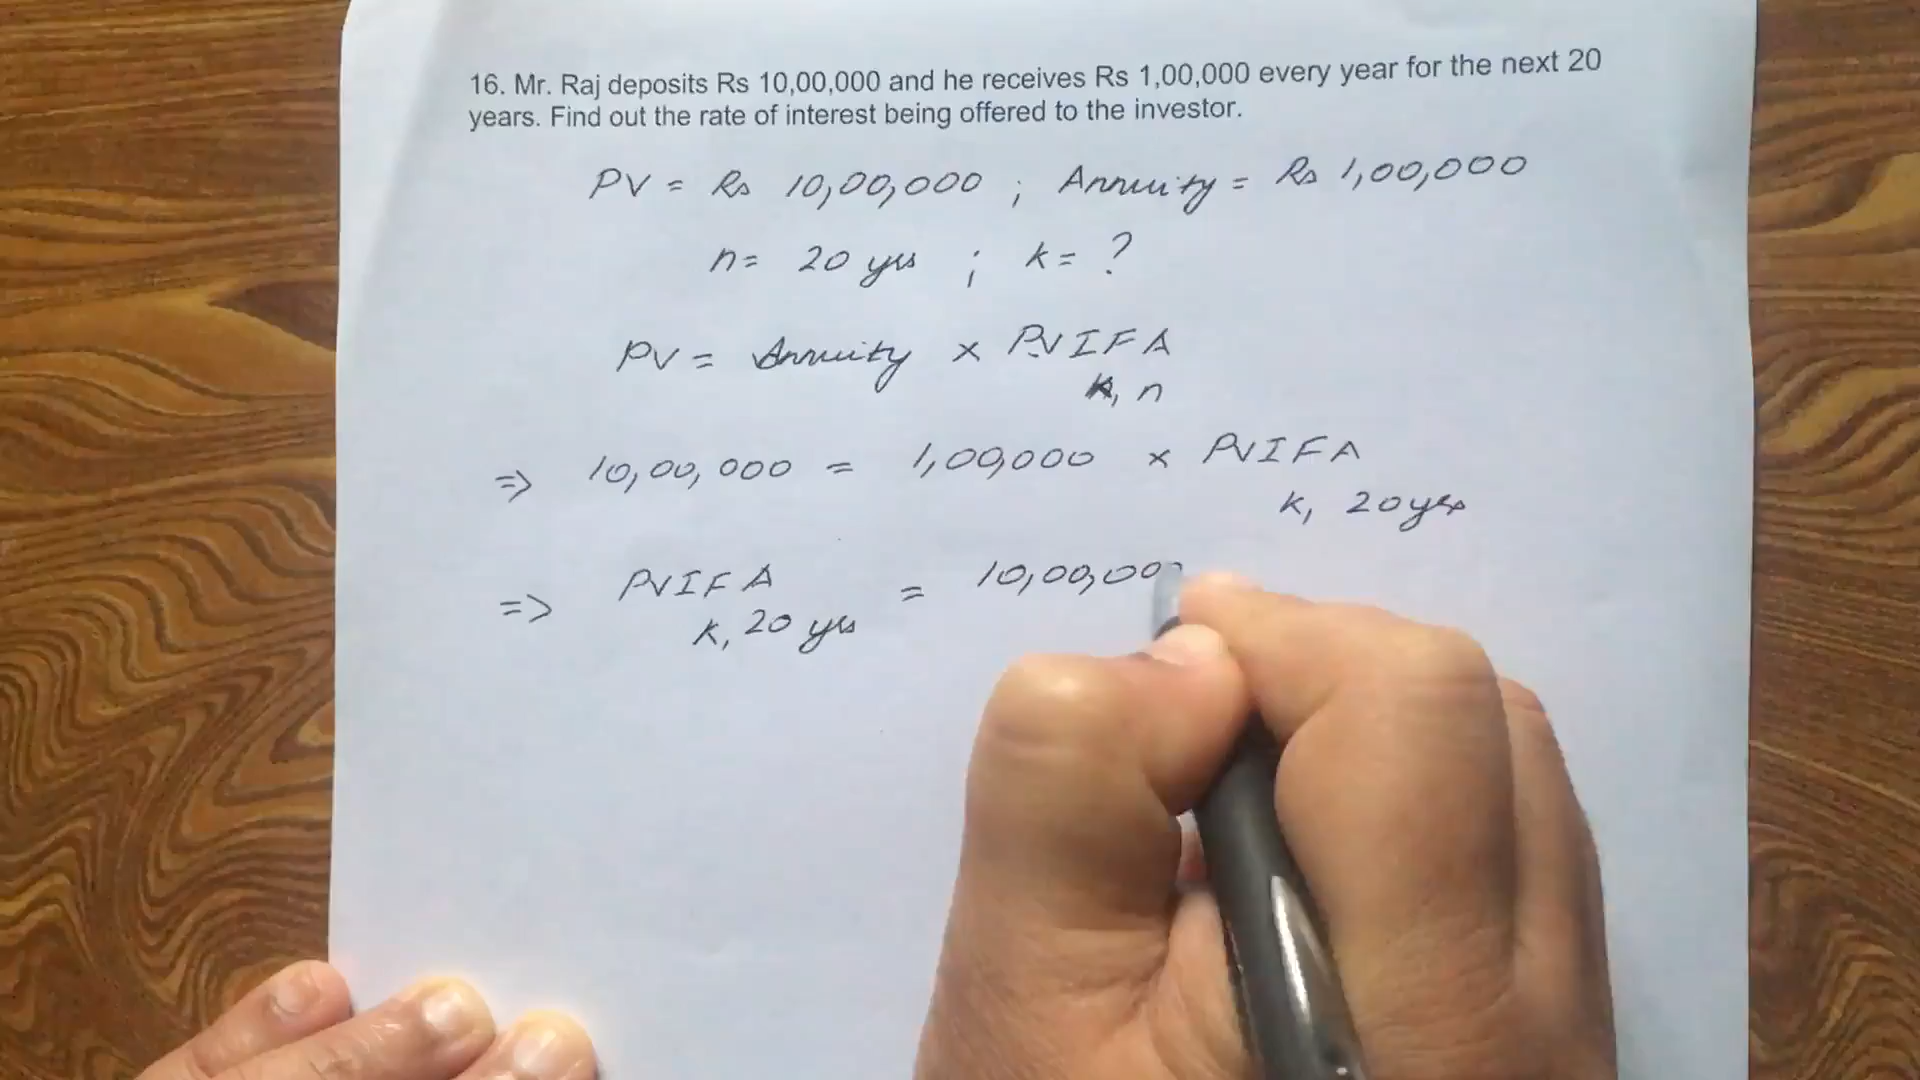 16. Mr. Raj deposits Rs 10,00,000 and he receives Rs 1,00,000 every year for the next 20
years. Find out the rate of interest being offered to the investor.
PV = Rs 10,00,000 ; Annuity = Rs 1,00,000
n = 20 yrs ; k = ?
PV = Annuity × PVIFA
k, n
=> 10,00,000 = 1,00,000 × PVIFA
k, 20 yrs
=> PVIFA = 10,00,000
k, 20 yrs